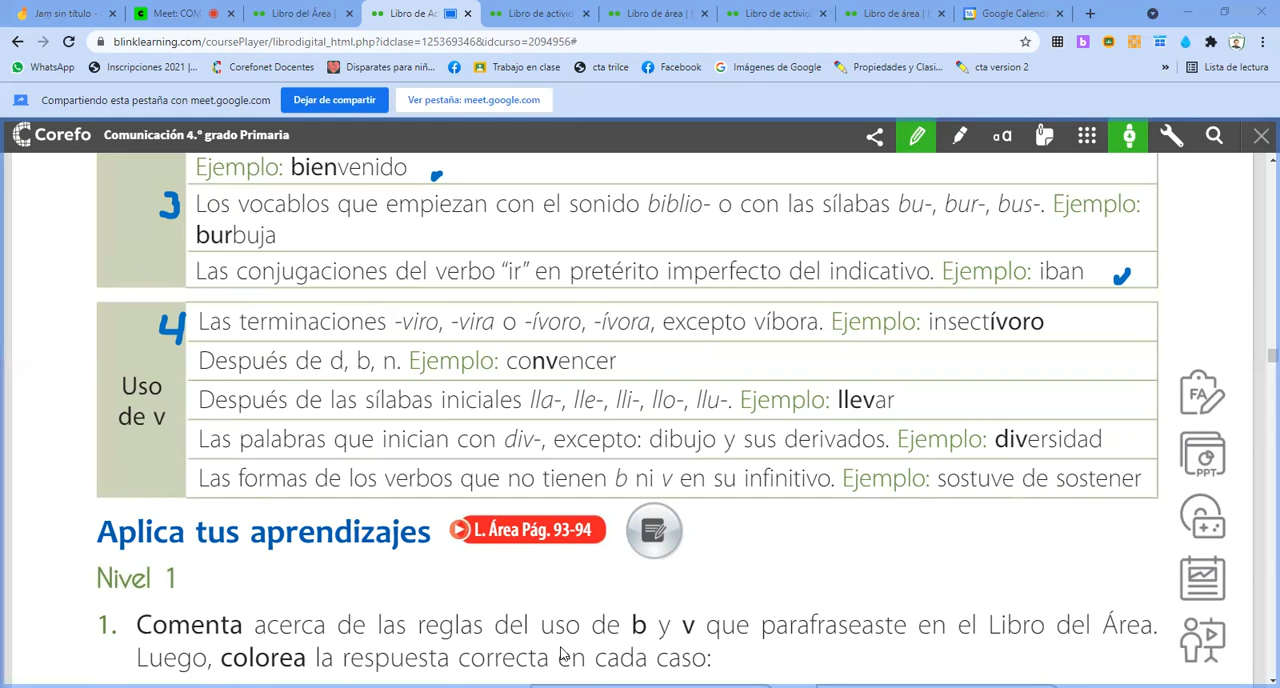 Jam sin título -
Meet: CON
Libro del Área |
Libro de Ac
Libro de activid
Libro de área | E
Libro de activid
Libro de área | E
Google Calenda
blinklearning.com/coursePlayer/librodigital_html.php?idclase=125369346&idcurso=2094956#
WhatsApp
Inscripciones 2021 |...
Corefonet Docentes
Disparates para niñ...
Trabajo en clase
cta trilce
Facebook
Imágenes de Google
Propiedades y Clasi...
cta version 2
»
Lista de lectura
Compartiendo esta pestaña con meet.google.com
Dejar de compartir
Ver pestaña: meet.google.com
Corefo
Comunicación 4.º grado Primaria
aA
Ejemplo: bienvenido
3
Los vocablos que empiezan con el sonido biblio- o con las sílabas bu-, bur-, bus-. Ejemplo:
burbuja
Las conjugaciones del verbo “ir” en pretérito imperfecto del indicativo. Ejemplo: iban
4
Uso
de v
Las terminaciones -viro, -vira o -ívoro, -ívora, excepto víbora. Ejemplo: insectívoro
Después de d, b, n. Ejemplo: convencer
Después de las sílabas iniciales lla-, lle-, lli-, llo-, llu-. Ejemplo: llevar
Las palabras que inician con div-, excepto: dibujo y sus derivados. Ejemplo: diversidad
Las formas de los verbos que no tienen b ni v en su infinitivo. Ejemplo: sostuve de sostener
FA
PPT
Aplica tus aprendizajes
L. Área Pág. 93-94
Nivel 1
1. Comenta acerca de las reglas del uso de b y v que parafraseaste en el Libro del Área.
Luego, colorea la respuesta correcta en cada caso: